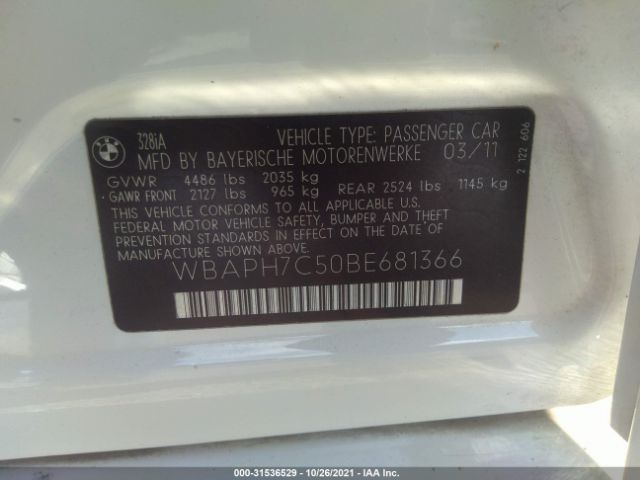 BMW
328iA
VEHICLE TYPE: PASSENGER CAR
MFD BY BAYERISCHE MOTORENWERKE 03/11
GVWR 4486 lbs 2035 kg
GAWR FRONT 2127 lbs 965 kg REAR 2524 lbs 1145 kg
THIS VEHICLE CONFORMS TO ALL APPLICABLE U.S.
FEDERAL MOTOR VEHICLE SAFETY, BUMPER AND THEFT
PREVENTION STANDARDS IN EFFECT ON THE DATE OF
MANUFACTURE SHOWN ABOVE.
WBAPH7C50BE681366
2 122 606
000-31536529 - 10/26/2021 - IAA Inc.